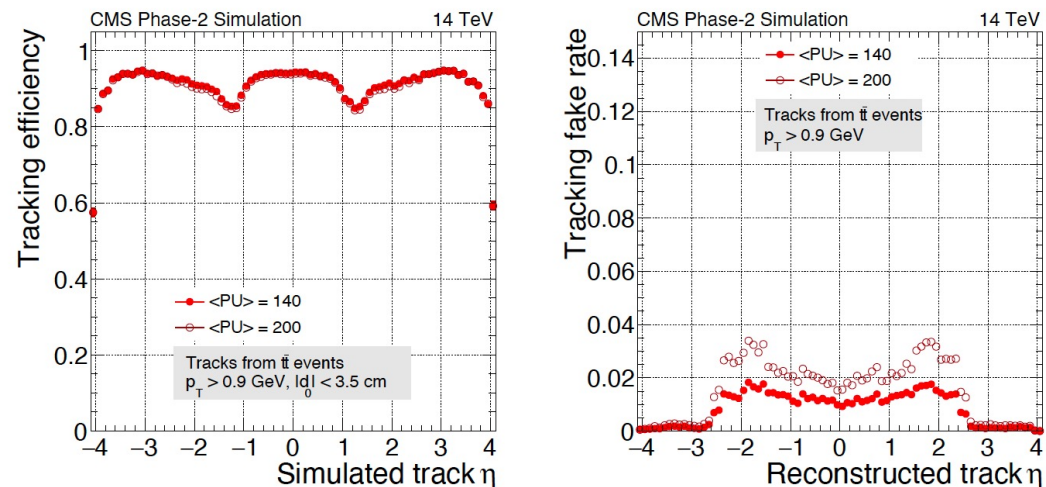 CMS Phase-2 Simulation 14 TeV
Tracking efficiency
1
0.8
0.6
0.4
0.2
0
<PU> = 140
<PU> = 200
Tracks from tt̄ events
p_T > 0.9 GeV, |d_0| < 3.5 cm
−4 −3 −2 −1 0 1 2 3 4
Simulated track η
CMS Phase-2 Simulation 14 TeV
Tracking fake rate
0.14
0.12
0.1
0.08
0.06
0.04
0.02
0
<PU> = 140
<PU> = 200
Tracks from tt̄ events
p_T > 0.9 GeV
−4 −3 −2 −1 0 1 2 3 4
Reconstructed track η